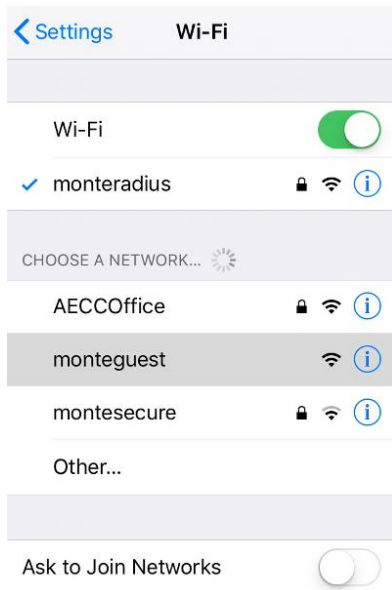 Settings Wi-Fi
Wi-Fi
monteradius
CHOOSE A NETWORK...
AECCOffice
monteguest
montesecure
Other...
Ask to Join Networks